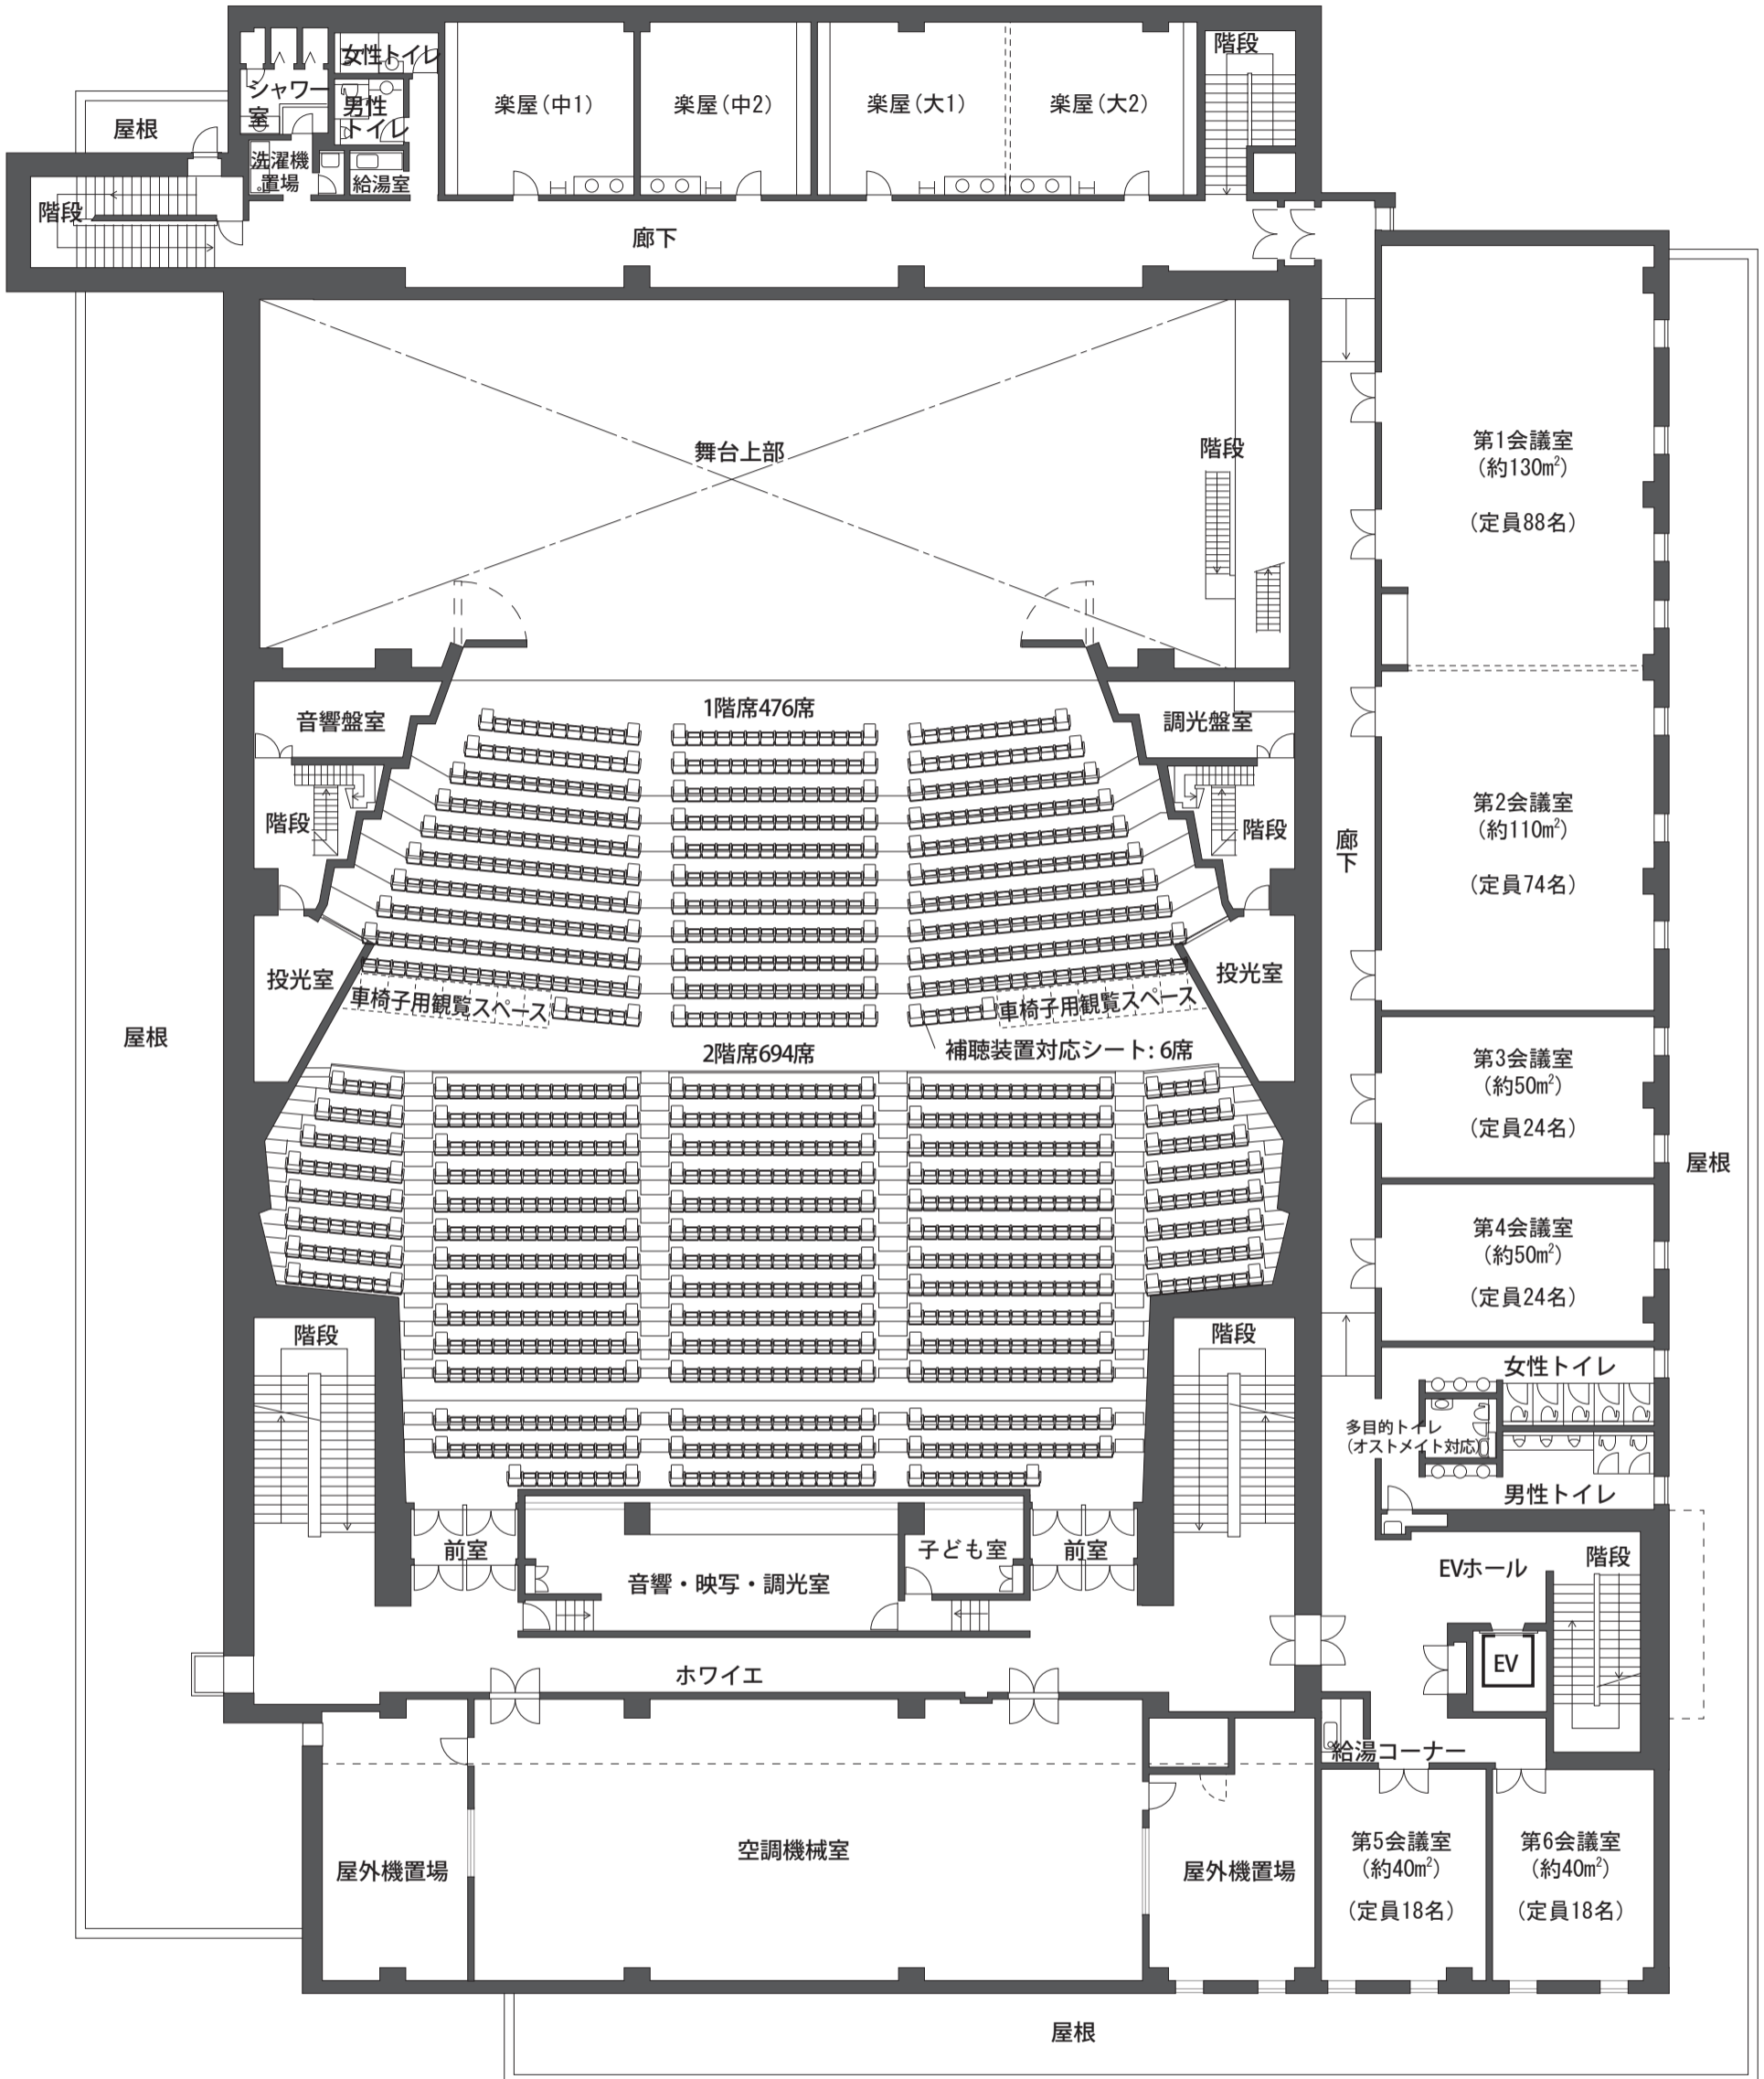 階段
女性トイレ
シャワー
室
男性
トイレ
楽屋（中1）
楽屋（中2）
楽屋（大1）
楽屋（大2）
屋根
洗濯機
置場
給湯室
階段
廊下
舞台上部
階段
第1会議室
（約130㎡）
（定員88名）
1階席476席
音響盤室
調光盤室
階段
階段
廊下
第2会議室
（約110㎡）
（定員74名）
投光室
投光室
車椅子用観覧スペース
車椅子用観覧スペース
屋根
2階席694席
補聴装置対応シート：6席
第3会議室
（約50㎡）
（定員24名）
屋根
第4会議室
（約50㎡）
（定員24名）
階段
階段
女性トイレ
多目的トイレ
（オストメイト対応）
男性トイレ
前室
子ども室
前室
音響・映写・調光室
EVホール
階段
EV
ホワイエ
給湯コーナー
屋外機置場
空調機械室
屋外機置場
第5会議室
（約40㎡）
（定員18名）
第6会議室
（約40㎡）
（定員18名）
屋根